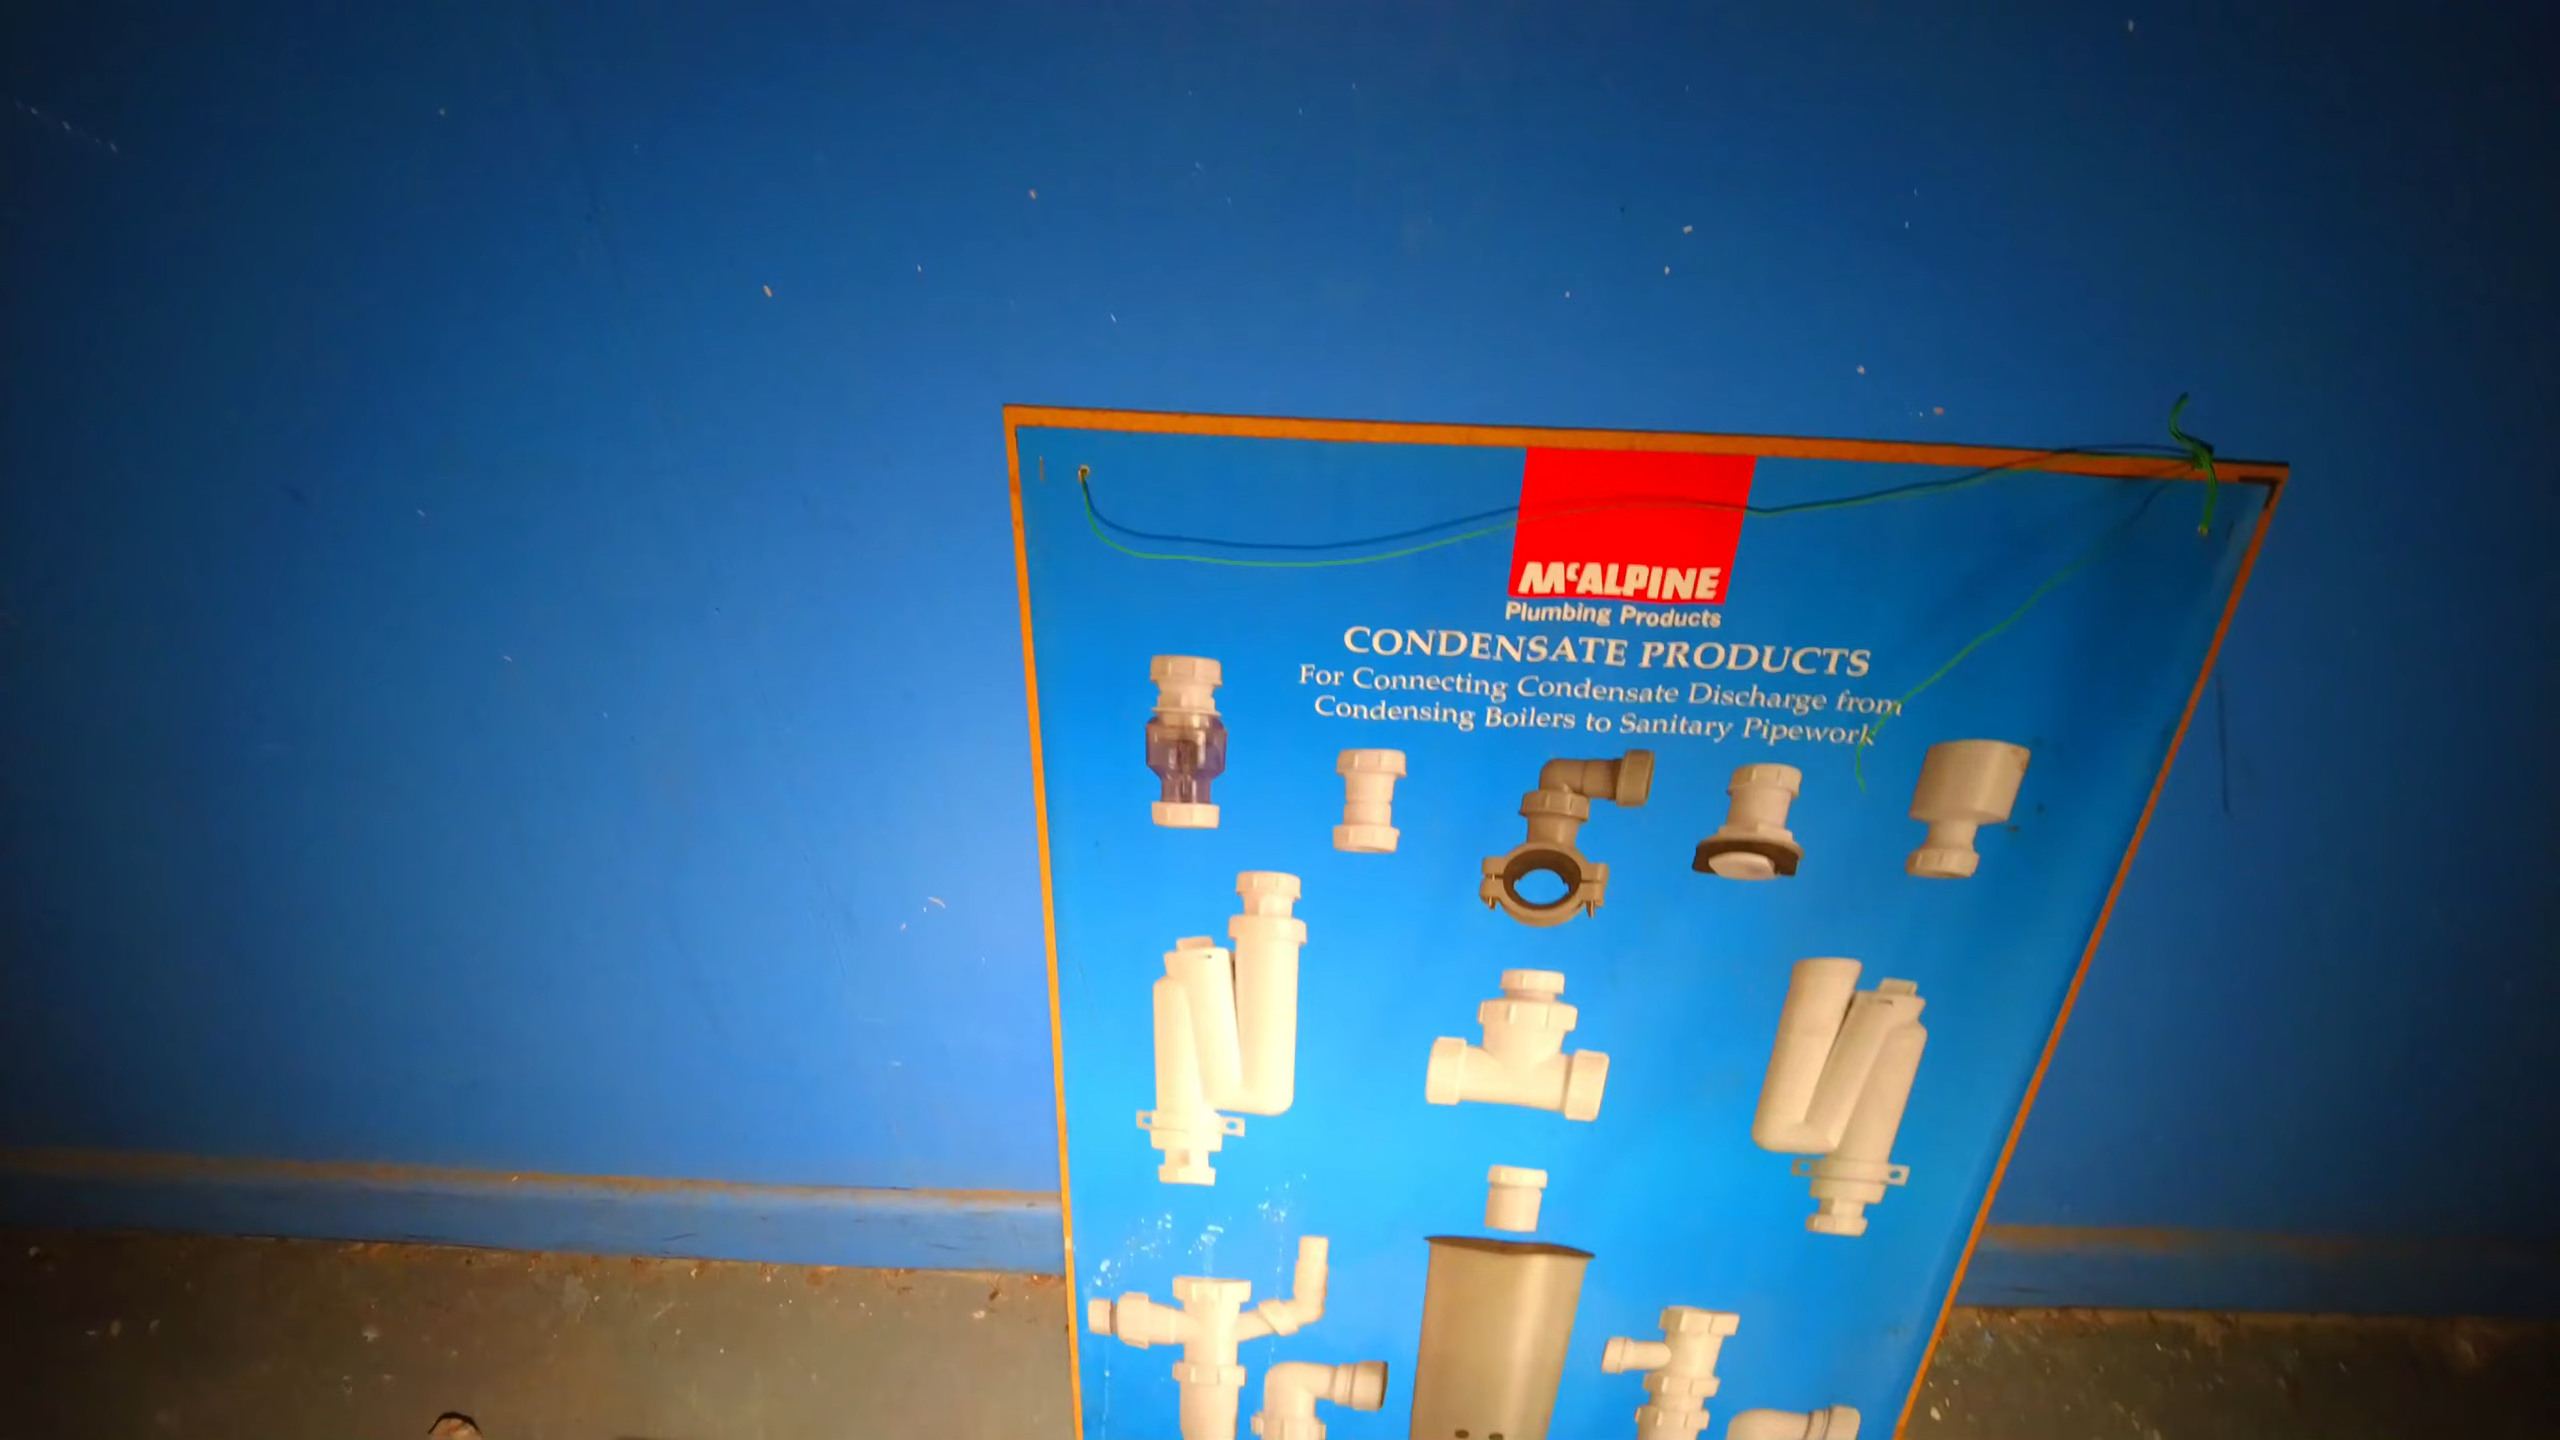 McALPINE
Plumbing Products
CONDENSATE PRODUCTS
For Connecting Condensate Discharge from
Condensing Boilers to Sanitary Pipework